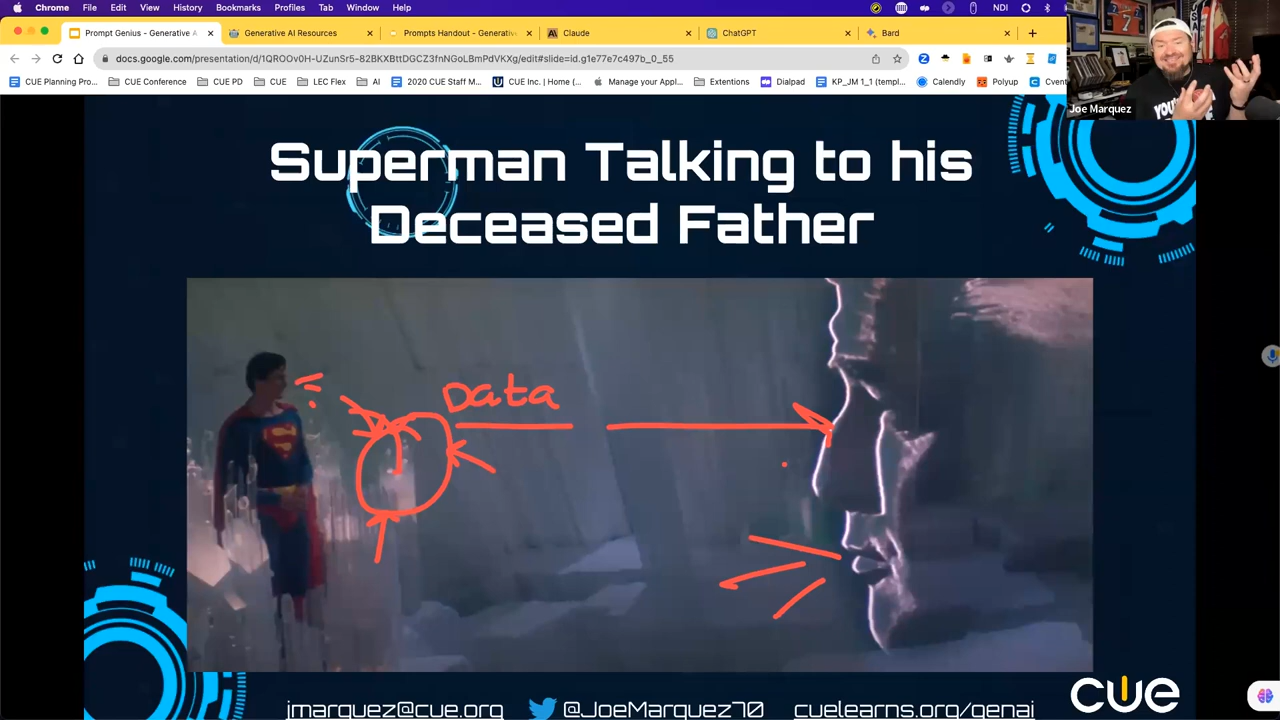 Chrome File Edit View History Bookmarks Profiles Tab Window Help NDI
Prompt Genius - Generative A Generative AI Resources Prompts Handout - Generativ Claude ChatGPT Bard
docs.google.com/presentation/d/1QROOv0H-UZunSr5-82BKXBttDGCZ3fnNGoLBmPdVKXg/edit#slide=id.g1e77e7c497b_0_55
CUE Planning Pro... CUE Conference CUE PD CUE LEC Flex AI 2020 CUE Staff M... CUE Inc. | Home (... Manage your Appl... Extentions Dialpad KP_JM 1_1 (templ... Calendly Polyup Cvent
Joe Marquez
Superman Talking to his
Deceased Father
Data
jmarquez@cue.org @JoeMarquez70 cuelearns.org/genai
cue